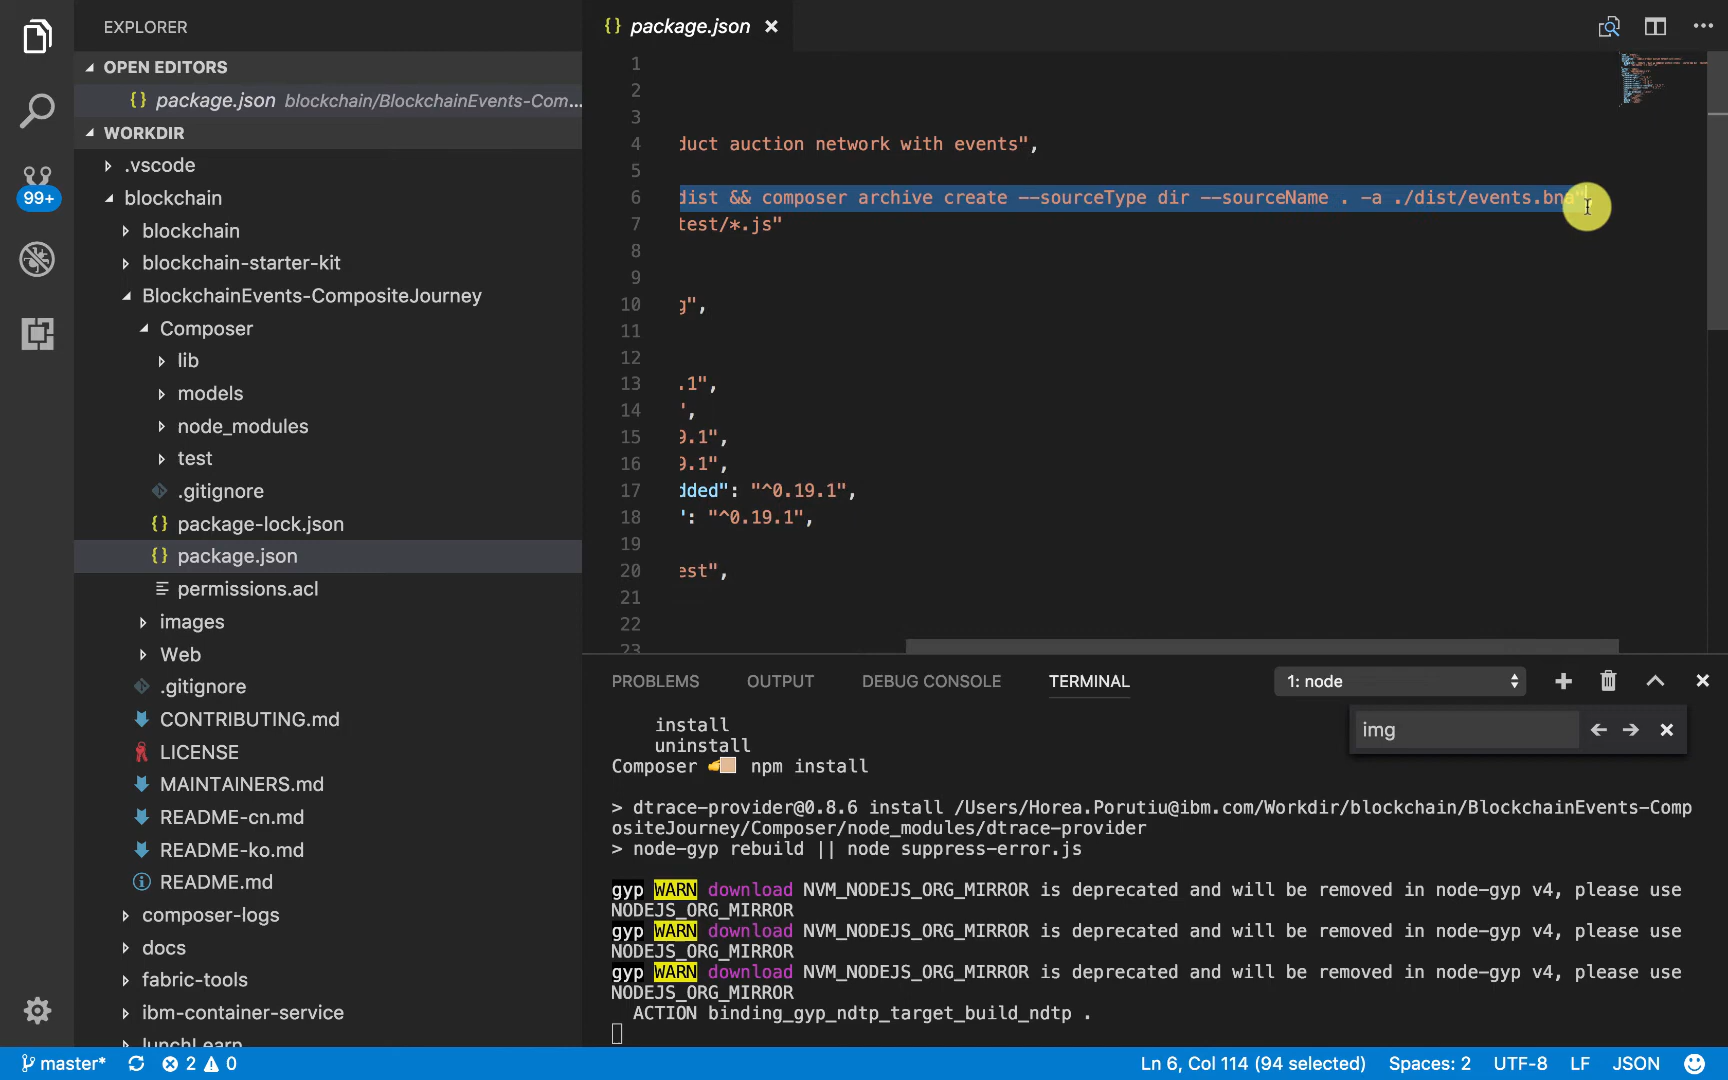 EXPLORER
OPEN EDITORS
package.json blockchain/BlockchainEvents-Com...
WORKDIR
.vscode
blockchain
blockchain
blockchain-starter-kit
BlockchainEvents-CompositeJourney
Composer
lib
models
node_modules
test
.gitignore
package-lock.json
package.json
permissions.acl
images
Web
.gitignore
CONTRIBUTING.md
LICENSE
MAINTAINERS.md
README-cn.md
README-ko.md
README.md
composer-logs
docs
fabric-tools
ibm-container-service
lunchLearn
99+
{} package.json
1
2
3
4 duct auction network with events",
5
6 dist && composer archive create --sourceType dir --sourceName . -a ./dist/events.bna"
7 test/*.js"
8
9
10 g",
11
12
13 .1",
14 ",
15 9.1",
16 9.1",
17 dded": "^0.19.1",
18 ": "^0.19.1",
19
20 est",
21
22
23
PROBLEMS OUTPUT DEBUG CONSOLE TERMINAL 1: node
img
install
uninstall
Composer 👉🏼 npm install
> dtrace-provider@0.8.6 install /Users/Horea.Porutiu@ibm.com/Workdir/blockchain/BlockchainEvents-Comp
ositeJourney/Composer/node_modules/dtrace-provider
> node-gyp rebuild || node suppress-error.js
gyp WARN download NVM_NODEJS_ORG_MIRROR is deprecated and will be removed in node-gyp v4, please use
NODEJS_ORG_MIRROR
gyp WARN download NVM_NODEJS_ORG_MIRROR is deprecated and will be removed in node-gyp v4, please use
NODEJS_ORG_MIRROR
gyp WARN download NVM_NODEJS_ORG_MIRROR is deprecated and will be removed in node-gyp v4, please use
NODEJS_ORG_MIRROR
ACTION binding_gyp_ndtp_target_build_ndtp .
master* 2 0 Ln 6, Col 114 (94 selected) Spaces: 2 UTF-8 LF JSON